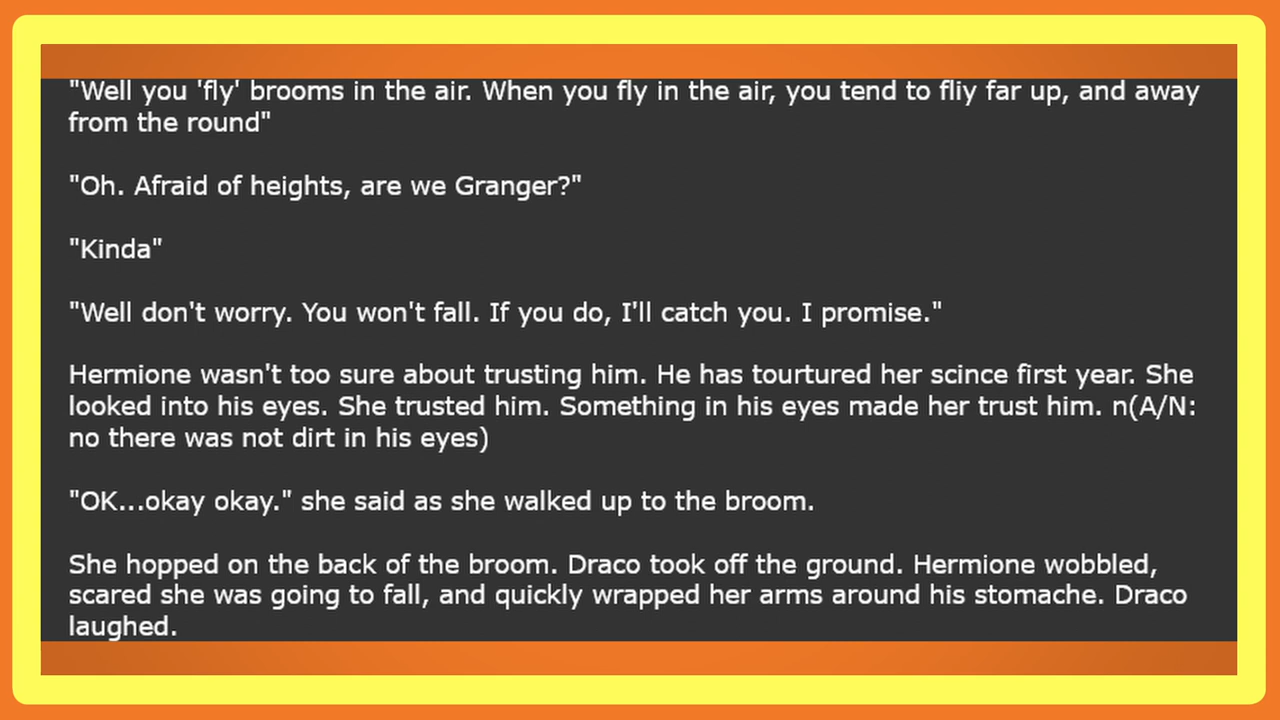 "Well you 'fly' brooms in the air. When you fly in the air, you tend to fliy far up, and away
from the round"
"Oh. Afraid of heights, are we Granger?"
"Kinda"
"Well don't worry. You won't fall. If you do, I'll catch you. I promise."
Hermione wasn't too sure about trusting him. He has tourtured her scince first year. She
looked into his eyes. She trusted him. Something in his eyes made her trust him. n(A/N:
no there was not dirt in his eyes)
"OK...okay okay." she said as she walked up to the broom.
She hopped on the back of the broom. Draco took off the ground. Hermione wobbled,
scared she was going to fall, and quickly wrapped her arms around his stomache. Draco
laughed.